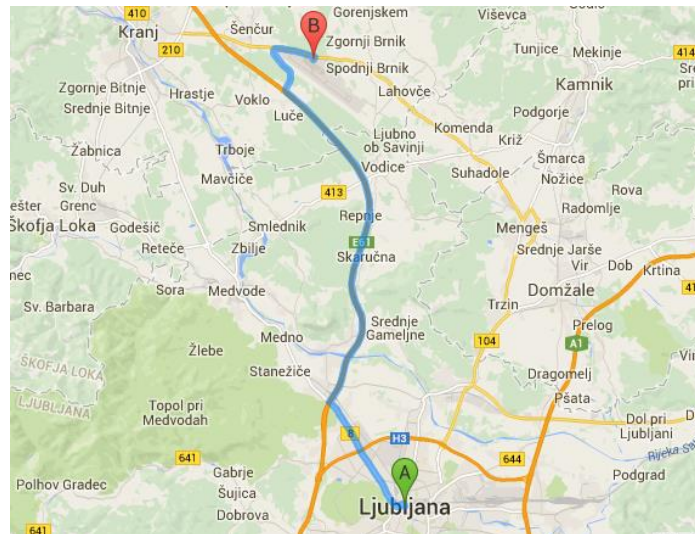 410
Šenčur
Gorenjskem
Viševca
Kranj
B
Zgornji Brnik
Tunjice
Mekinje
414
210
Spodnji Brnik
Kamnik
Zgornje Bitnje
Hrastje
Voklo
Lahovče
Srednje Bitnje
Luče
Podgorje
Trboje
Ljubno
ob Savinji
Komenda
Križ
Žabnica
Vodice
Šmarca
Mavčiče
Suhadole
Nožice
Sv. Duh
413
Rova
Grenc
Smlednik
Repnje
Radomlje
Škofja Loka
Godešič
Mengeš
Reteče
Zbilje
E61
Skaručna
Srednje Jarše
Vir
Dob
Krtina
Sora
Medvode
Domžale
Sv. Barbara
Trzin
Srednje
Gameljne
Prelog
Medno
104
A1
Žlebe
ŠKOFJA LOKA
Stanežiče
Dragomelj
LJUBLJANA
Pšata
Topol pri
Medvodah
8
H3
Dol pri
Ljubljani
641
644
Gabrje
A
Podgrad
Polhov Gradec
Šujica
Dobrova
Ljubljana
641